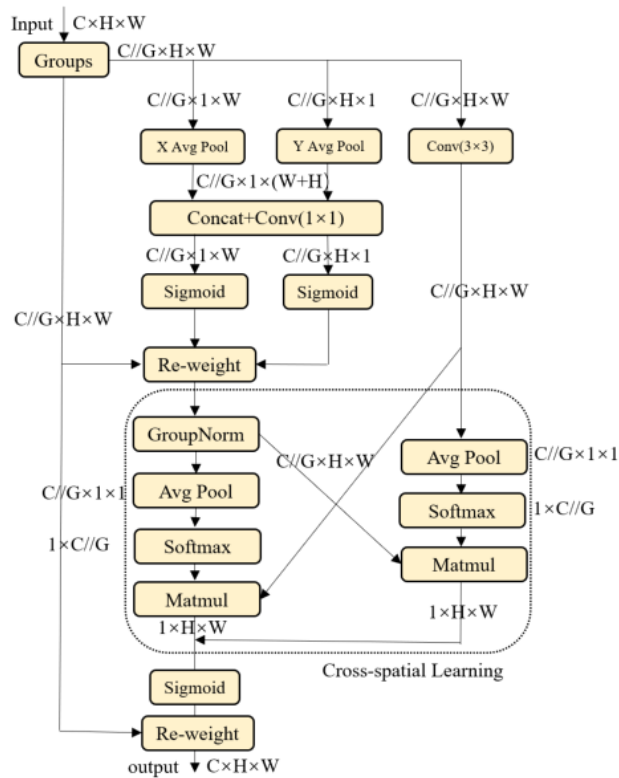 Input C×H×W
Groups
C//G×H×W
C//G×1×W
C//G×H×1
C//G×H×W
X Avg Pool
Y Avg Pool
Conv(3×3)
C//G×1×(W+H)
Concat+Conv(1×1)
C//G×1×W
C//G×H×1
Sigmoid
Sigmoid
C//G×H×W
C//G×H×W
Re-weight
GroupNorm
C//G×H×W
Avg Pool
C//G×1×1
C//G×1×1
Avg Pool
Softmax
1×C//G
1×C//G
Softmax
Matmul
Matmul
1×H×W
1×H×W
Cross-spatial Learning
Sigmoid
Re-weight
output C×H×W